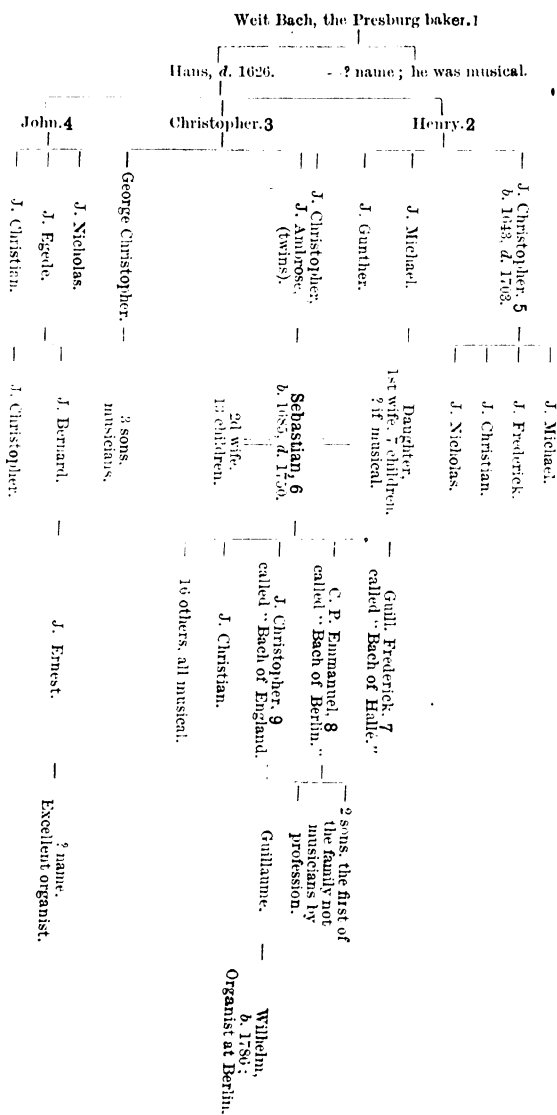 Weit Bach, the Presburg baker.1
Hans, d. 1626.
? name ; he was musical.
John.4
Christopher.3
Henry.2
J. Christian.
J. Egede.
J. Nicholas.
George Christopher.
J. Christopher,
J. Ambrose,
(twins).
J. Gunther.
J. Michael.
J. Christopher, 5
b. 1643, d. 1703.
J. Christopher.
J. Bernard.
3 sons,
musicians.
Sebastian, 6
b. 1685, d. 1750.
2d wife.
13 children.
Daughter,
1st wife, 7 children.
? if musical.
J. Nicholas.
J. Christian.
J. Frederick.
J. Michael.
J. Ernest.
16 others, all musical.
J. Christian.
J. Christopher, 9
called “ Bach of England.
C. P. Emmanuel, 8
called “ Bach of Berlin.”
Guill. Frederick, 7
called “ Bach of Halle.”
? name.
Excellent organist.
Guillaume.
2 sons, the first of
the family not
musicians by
profession.
Wilhelm,
b. 1786 ;
Organist at Berlin.